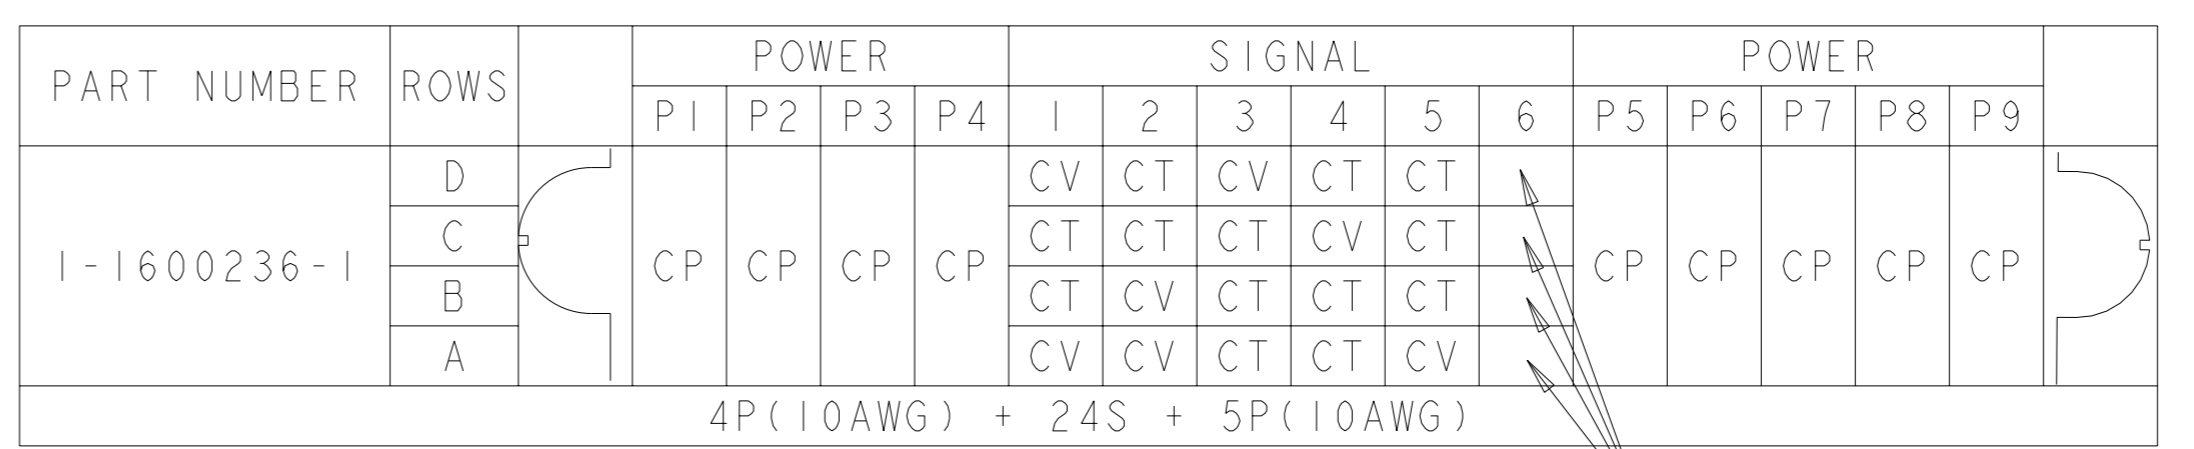 POWER SIGNAL POWER
PART NUMBER ROWS
P1 P2 P3 P4 1 2 3 4 5 6 P5 P6 P7 P8 P9
D CV CT CV CT CT
C CT CT CT CV CT
1-1600236-1 CP CP CP CP CP CP CP CP CP
B CT CV CT CT CT
A CV CV CT CT CV
4P(10AWG) + 24S + 5P(10AWG)